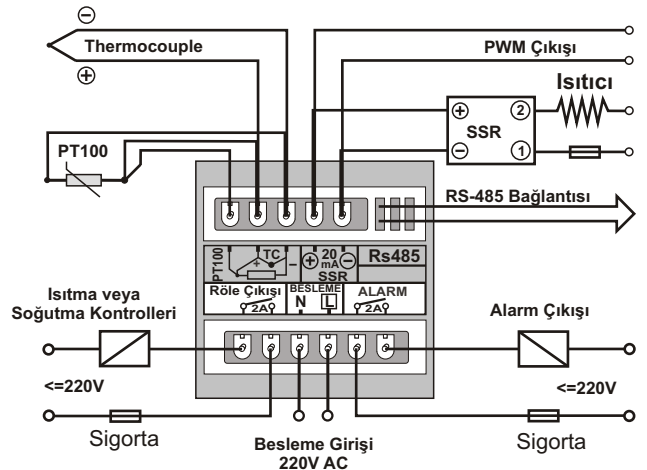 ⊖
Thermocouple
⊕
PWM Çıkışı
Isıtıcı
⊕ SSR ②
⊖ ①
PT100
RS-485 Bağlantısı
PT100 + TC − ⊕ 20 mA ⊖ SSR Rs485
Röle Çıkışı BESLEME ALARM
2A N L 2A
Isıtma veya
Soğutma Kontrolleri
Alarm Çıkışı
<=220V
<=220V
Sigorta
Sigorta
Besleme Girişi
220V AC